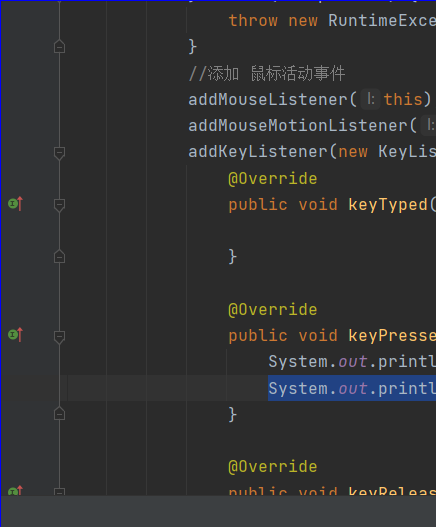 throw new RuntimeExce
}
//添加 鼠标活动事件
addMouseListener( l: this)
addMouseMotionListener( l:
addKeyListener(new KeyLis
@Override
public void keyTyped(
}
@Override
public void keyPresse
System.out.printl
System.out.printl
}
@Override
public void keyReleas